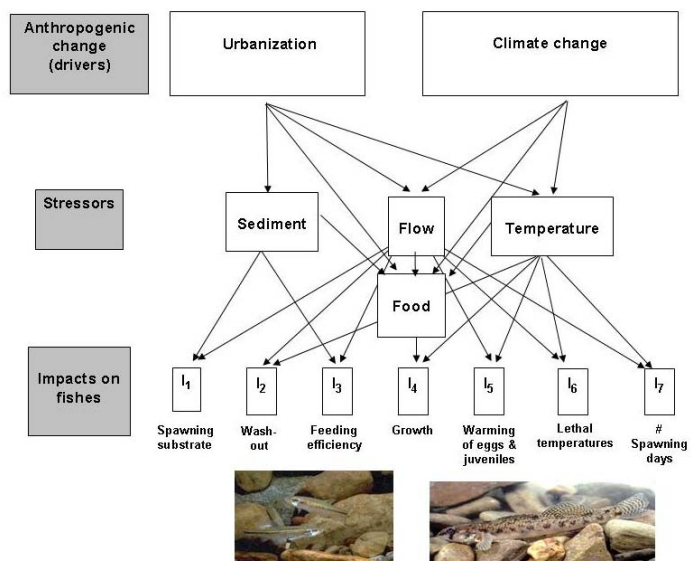 Anthropogenic
change
(drivers)
Urbanization
Climate change
Stressors
Sediment
Flow
Temperature
Food
Impacts on
fishes
I1
I2
I3
I4
I5
I6
I7
Spawning
substrate
Wash-
out
Feeding
efficiency
Growth
Warming
of eggs &
juveniles
Lethal
temperatures
#
Spawning
days